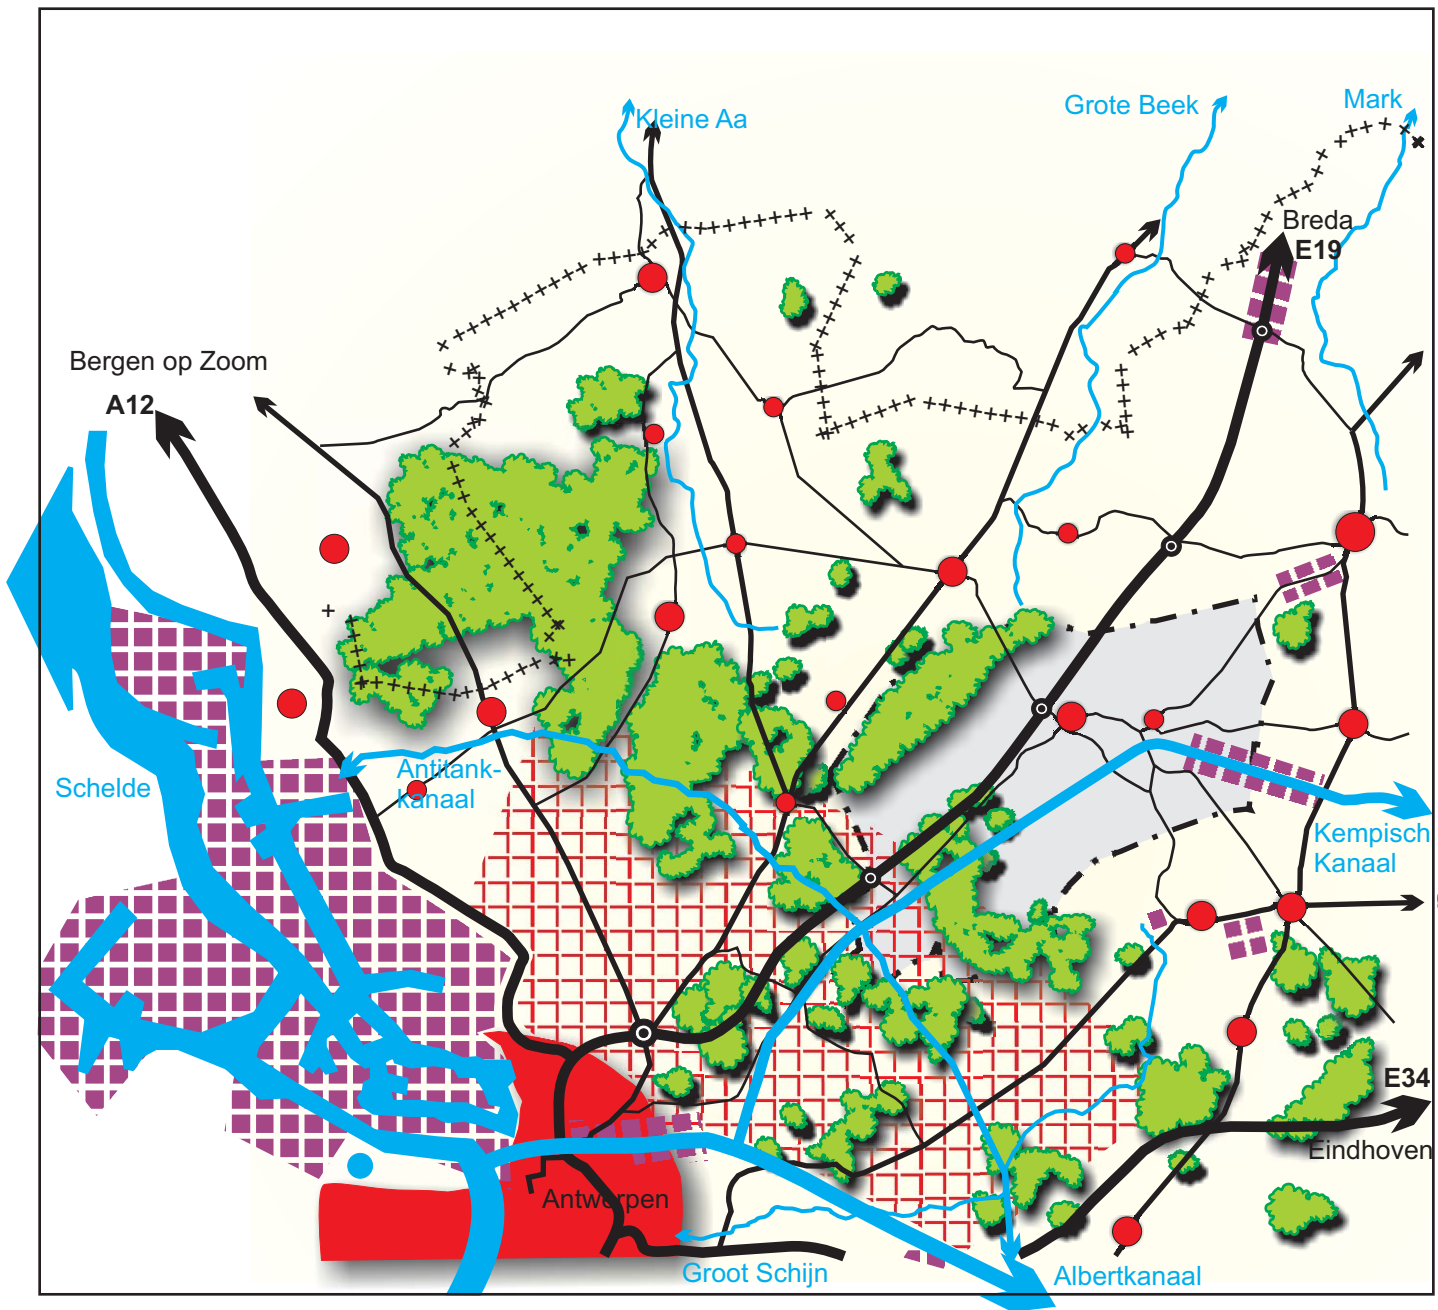 Kleine Aa
Grote Beek
Mark
Breda
E19
Bergen op Zoom
A12
Schelde
Antitank-
kanaal
Kempisch
Kanaal
E34
Eindhoven
Antwerpen
Groot Schijn
Albertkanaal